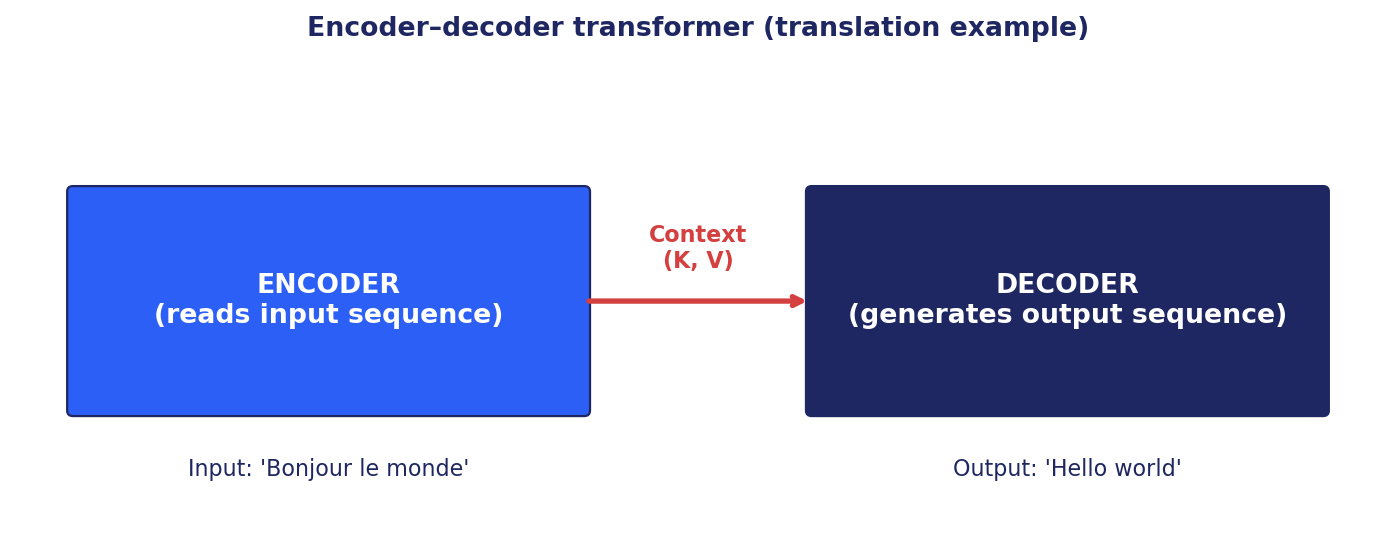 Encoder–decoder transformer (translation example)
ENCODER
(reads input sequence)
Context
(K, V)
DECODER
(generates output sequence)
Input: 'Bonjour le monde'
Output: 'Hello world'